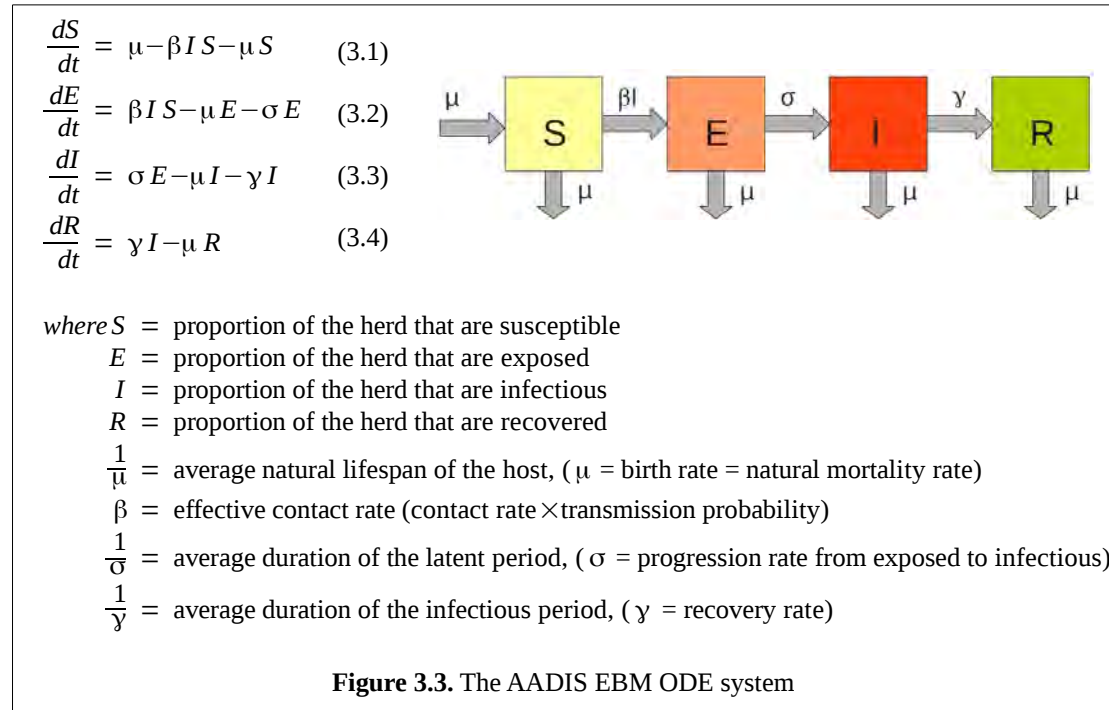 dS/dt = μ−βIS−μS (3.1)
dE/dt = βIS−μE−σE (3.2)
dI/dt = σE−μI−γI (3.3)
dR/dt = γI−μR (3.4)
μ S βI E σ I γ R
μ μ μ μ
where S = proportion of the herd that are susceptible
E = proportion of the herd that are exposed
I = proportion of the herd that are infectious
R = proportion of the herd that are recovered
1/μ = average natural lifespan of the host, (μ = birth rate = natural mortality rate)
β = effective contact rate (contact rate×transmission probability)
1/σ = average duration of the latent period, (σ = progression rate from exposed to infectious)
1/γ = average duration of the infectious period, (γ = recovery rate)
Figure 3.3. The AADIS EBM ODE system